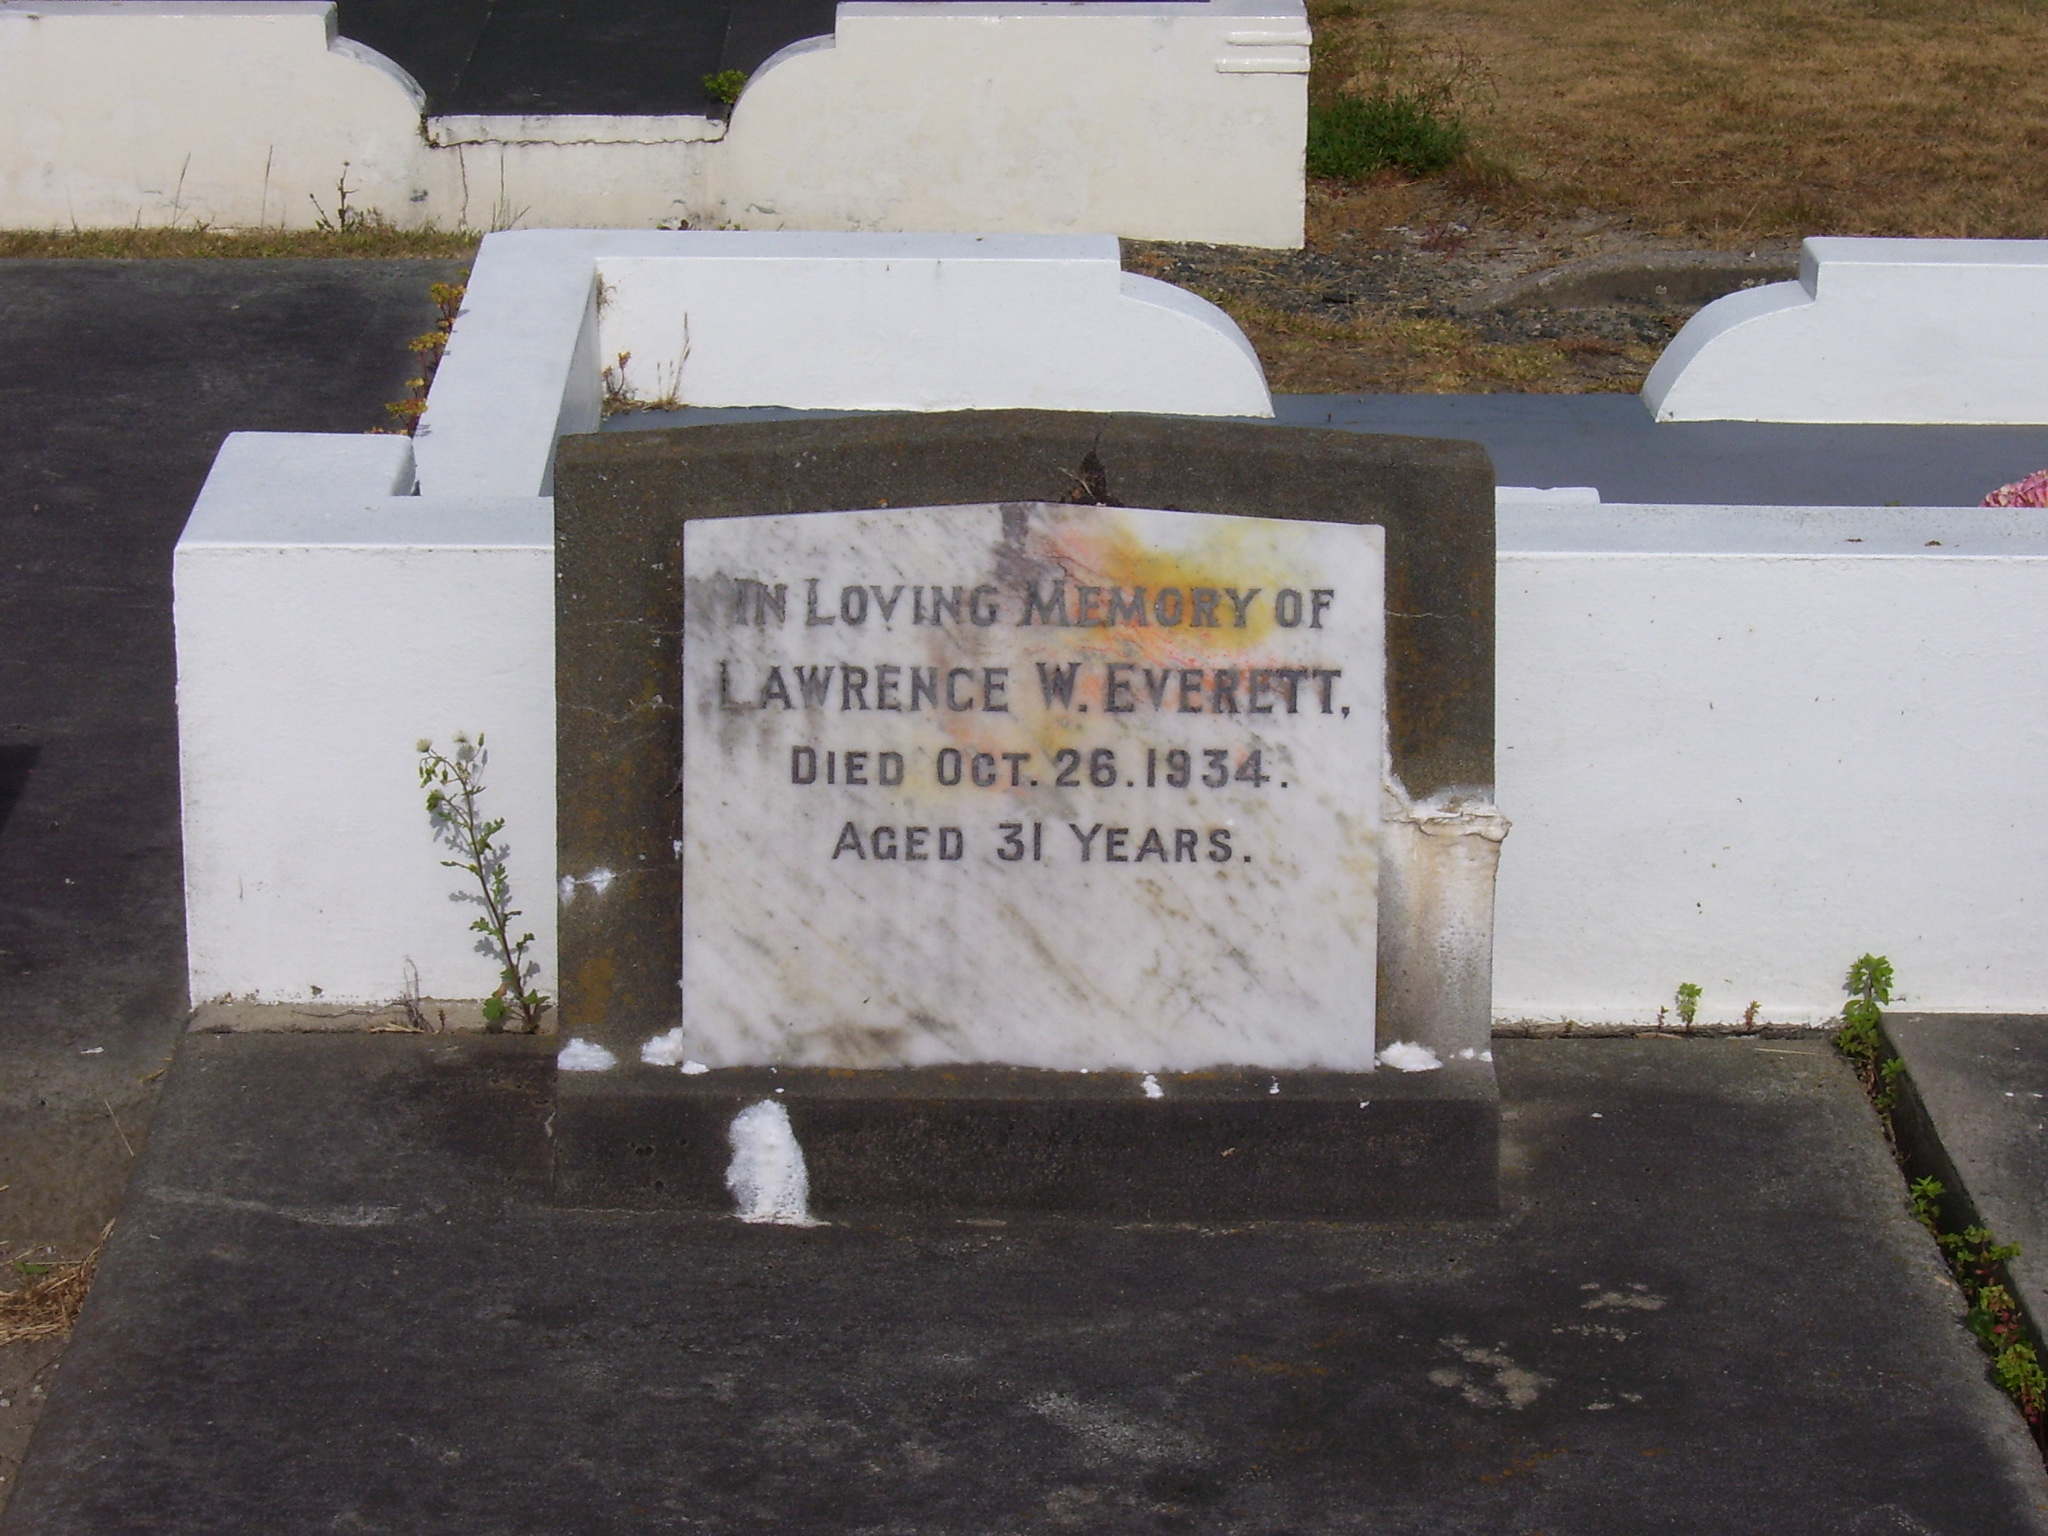 IN LOVING MEMORY OF
LAWRENCE W. EVERETT,
DIED OCT. 26. 1934.
AGED 31 YEARS.